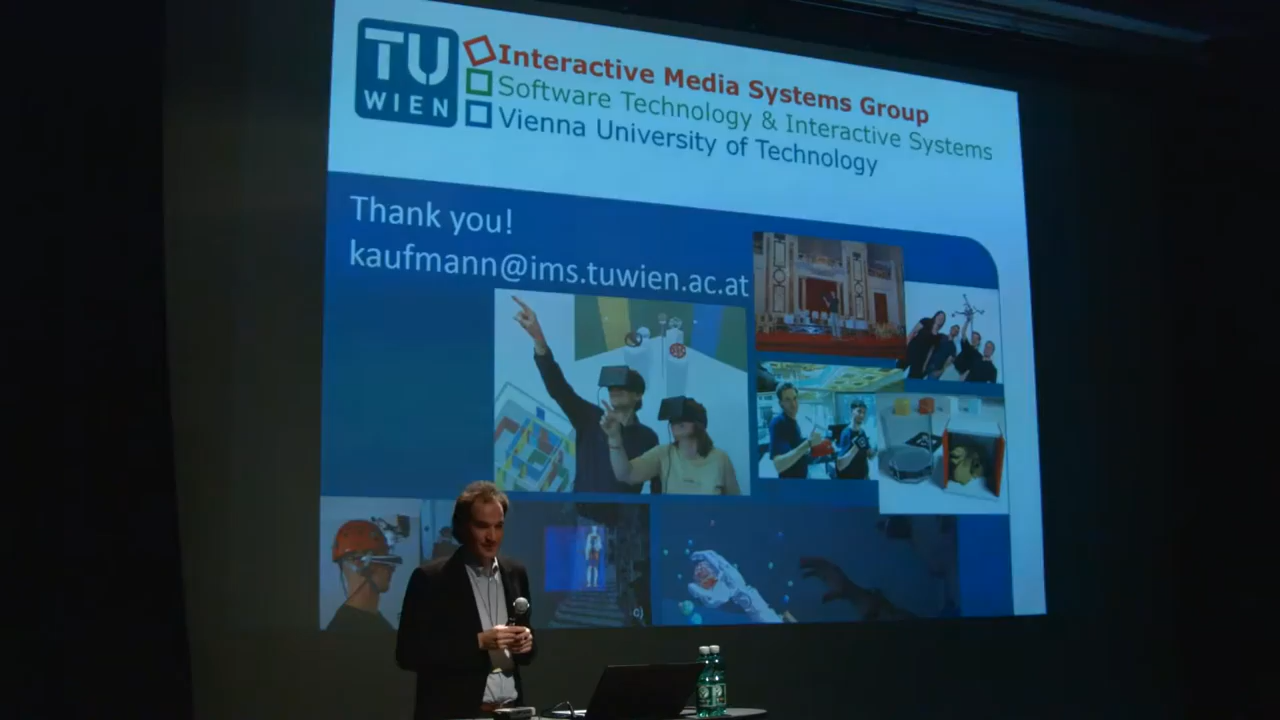 TU
WIEN
Interactive Media Systems Group
Software Technology & Interactive Systems
Vienna University of Technology
Thank you!
kaufmann@ims.tuwien.ac.at